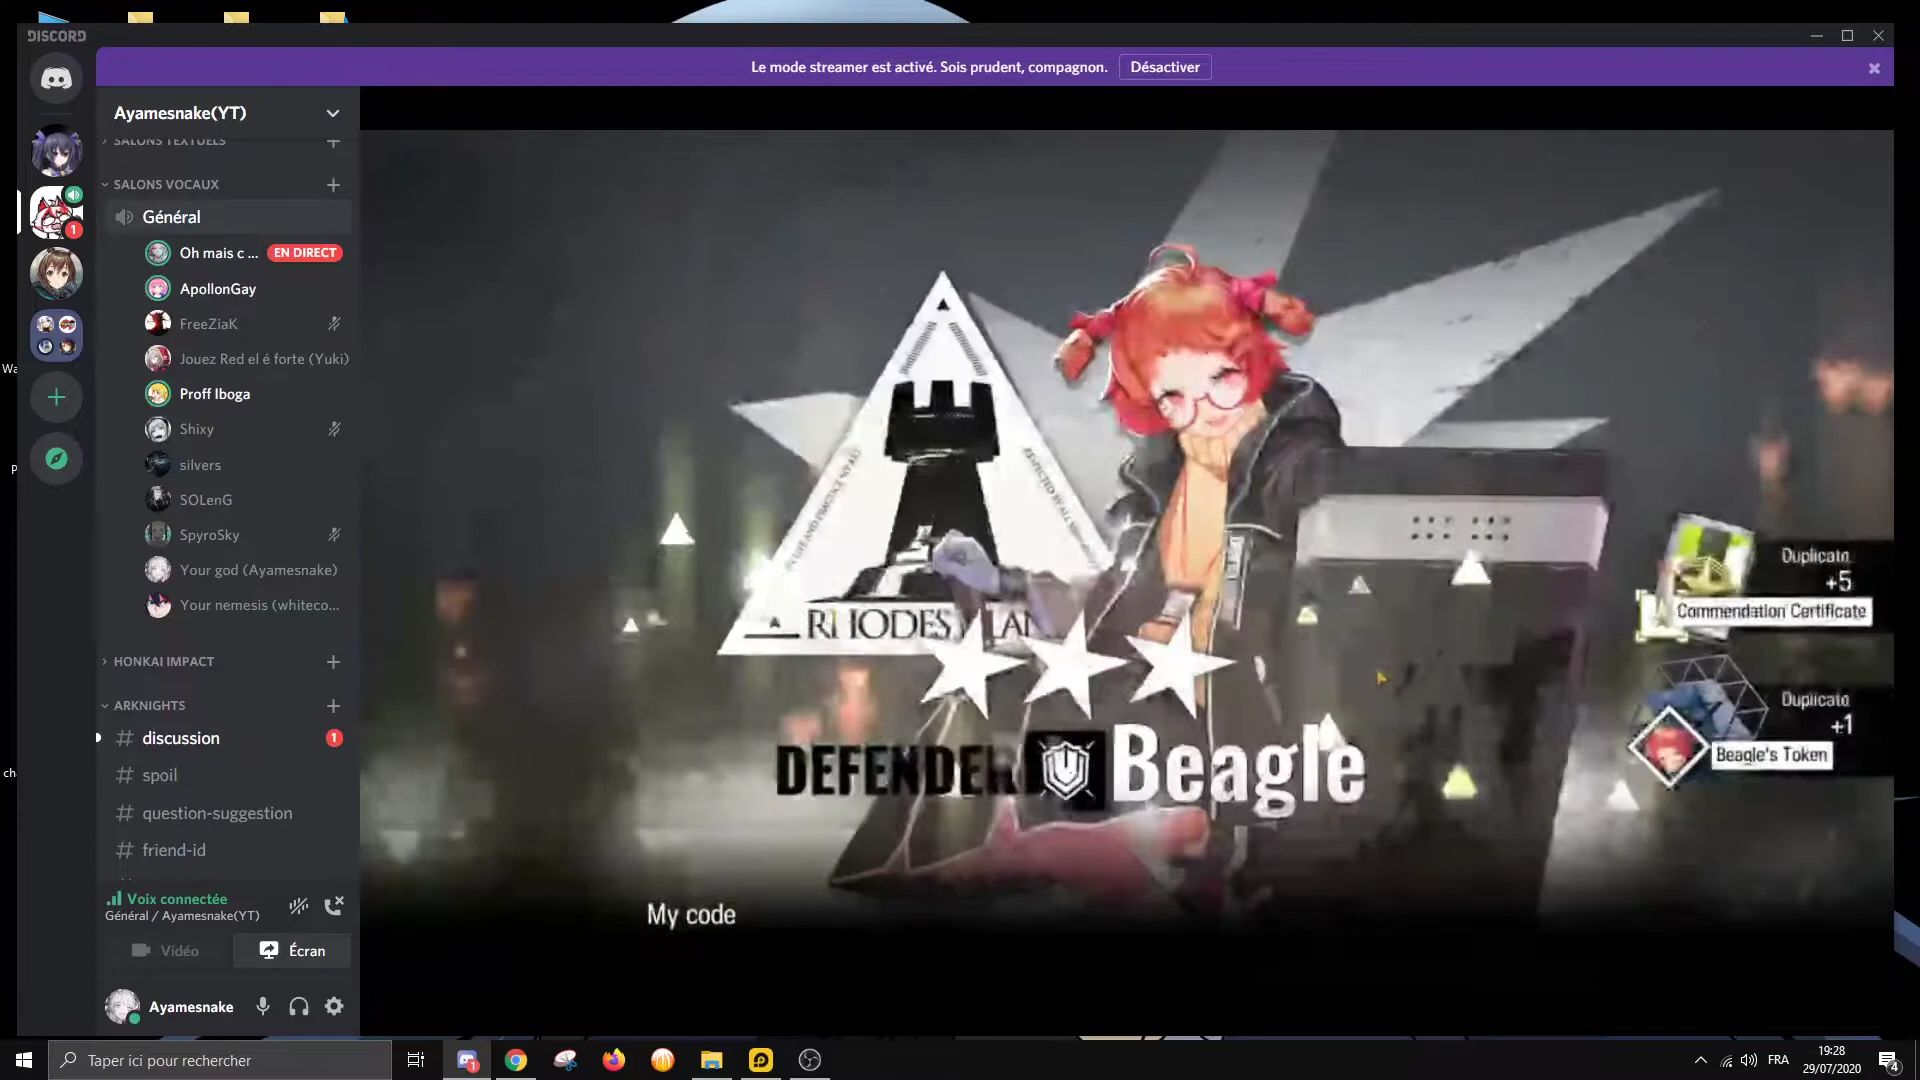 DISCORD
Le mode streamer est activé. Sois prudent, compagnon.
Désactiver
Ayamesnake(YT)
SALONS TEXTUELS
SALONS VOCAUX
Général
Oh mais c ...
EN DIRECT
ApollonGay
FreeZiaK
Jouez Red el é forte (Yuki)
Proff Iboga
Shixy
silvers
SOLenG
SpyroSky
Your god (Ayamesnake)
Your nemesis (whiteco...
HONKAI IMPACT
ARKNIGHTS
# discussion
1
# spoil
# question-suggestion
# friend-id
Voix connectée
Général / Ayamesnake(YT)
Vidéo
Écran
Ayamesnake
RHODES
DEFENDER
Beagle
My code
Duplicate
+5
Commendation Certificate
Duplicate
+1
Beagle's Token
Taper ici pour rechercher
FRA
19:28
29/07/2020
4